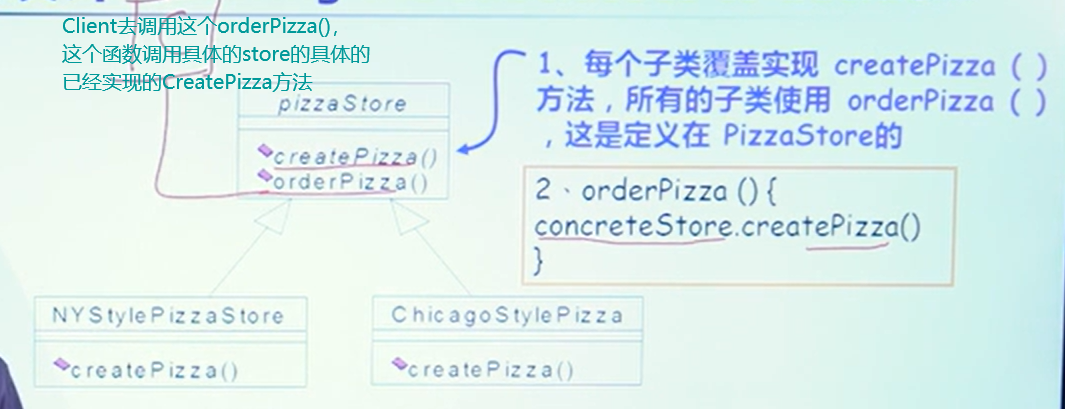 Client去调用这个orderPizza(),
这个函数调用具体的store的具体的
已经实现的CreatePizza方法
pizzaStore
createPizza()
orderPizza()
1、每个子类覆盖实现 createPizza ( )
方法，所有的子类使用 orderPizza ( )
，这是定义在 PizzaStore的
2、orderPizza () {
concreteStore.createPizza()
}
NYStylePizzaStore
createPizza()
ChicagoStylePizza
createPizza()